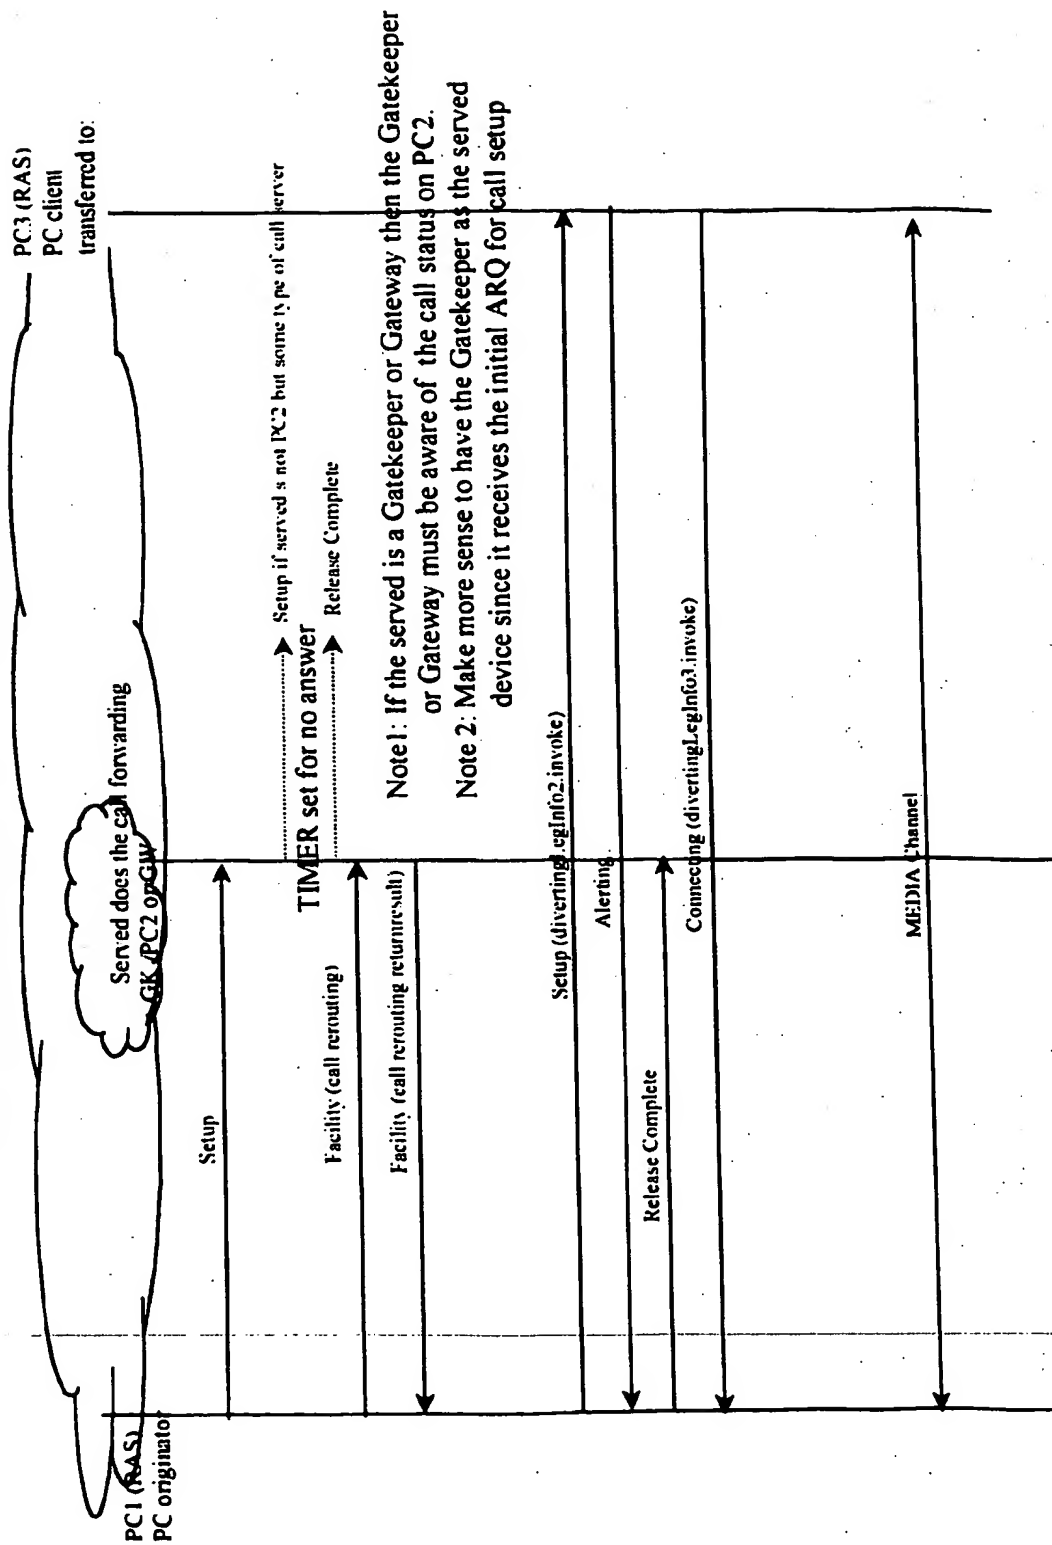 PC1 (RAS)
PC originator
Served does the call forwarding
GK /PC2 or GW
PC3 (RAS)
PC client
transferred to:
Setup
Setup if served s not PC2 but some type of call server
TIMER set for no answer
Release Complete
Facility (call rerouting)
Facility (call rerouting returnresult)
Note1: If the served is a Gatekeeper or Gateway then the Gatekeeper
or Gateway must be aware of the call status on PC2.
Note 2: Make more sense to have the Gatekeeper as the served
device since it receives the initial ARQ for call setup
Setup (divertingLegInfo2.invoke)
Alerting
Release Complete
Connecting (divertingLegInfo3.invoke)
MEDIA Channel